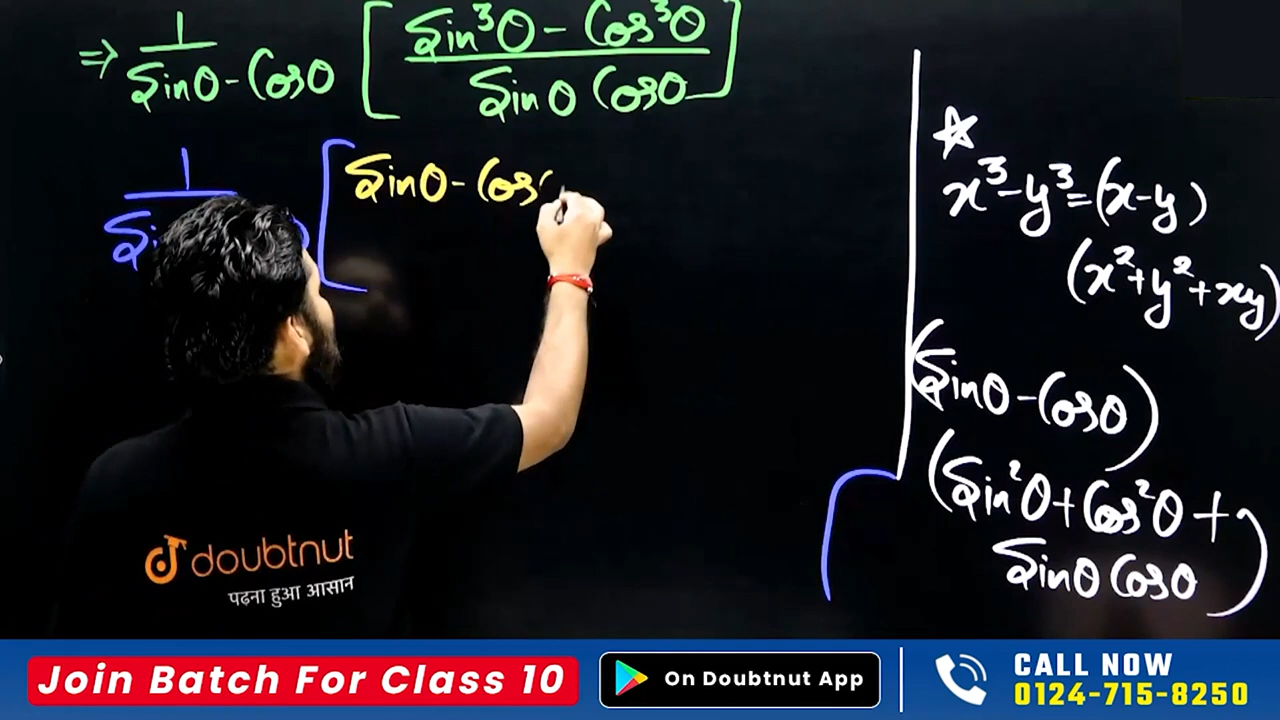 ⇒ 1/(Sinθ - Cosθ) [ (Sin³θ - Cos³θ)/(Sinθ Cosθ) ]
1 [ Sinθ - Cos
☆
x³ - y³ = (x - y)
(x² + y² + xy)
(Sinθ - Cosθ)
(Sin²θ + Cos²θ +
Sinθ Cosθ)
doubtnut
पढ़ना हुआ आसान
Join Batch For Class 10
On Doubtnut App
CALL NOW
0124-715-8250